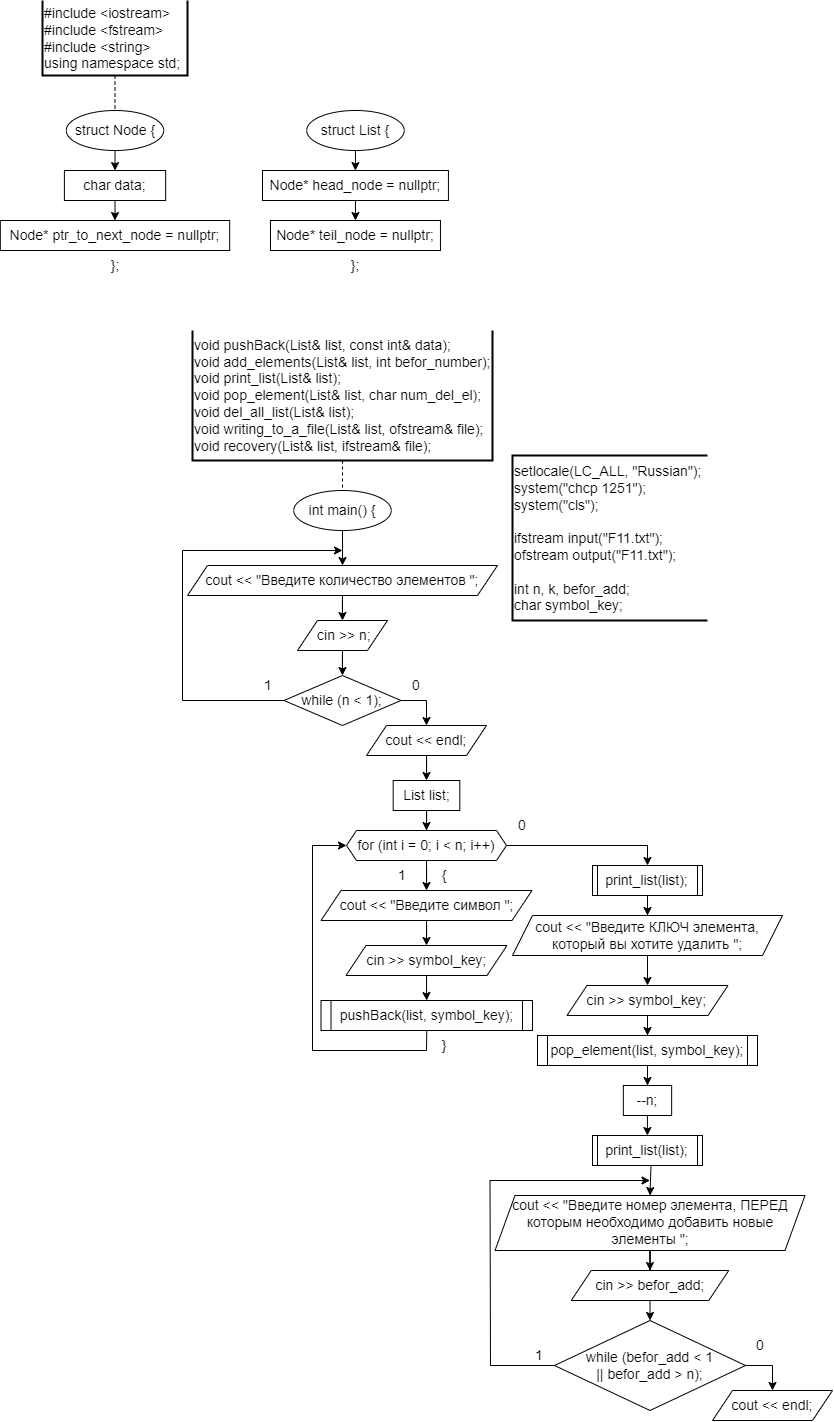 #include <iostream>
#include <fstream>
#include <string>
using namespace std;
struct Node {
char data;
Node* ptr_to_next_node = nullptr;
};
struct List {
Node* head_node = nullptr;
Node* teil_node = nullptr;
};
void pushBack(List& list, const int& data);
void add_elements(List& list, int befor_number);
void print_list(List& list);
void pop_element(List& list, char num_del_el);
void del_all_list(List& list);
void writing_to_a_file(List& list, ofstream& file);
void recovery(List& list, ifstream& file);
setlocale(LC_ALL, "Russian");
system("chcp 1251");
system("cls");
ifstream input("F11.txt");
ofstream output("F11.txt");
int n, k, befor_add;
char symbol_key;
int main() {
cout << "Введите количество элементов ";
cin >> n;
1
0
while (n < 1);
cout << endl;
List list;
for (int i = 0; i < n; i++)
0
1
{
cout << "Введите символ ";
cin >> symbol_key;
pushBack(list, symbol_key);
}
print_list(list);
cout << "Введите КЛЮЧ элемента,
который вы хотите удалить ";
cin >> symbol_key;
pop_element(list, symbol_key);
--n;
print_list(list);
cout << "Введите номер элемента, ПЕРЕД
которым необходимо добавить новые
элементы ";
cin >> befor_add;
1
0
while (befor_add < 1
|| befor_add > n);
cout << endl;